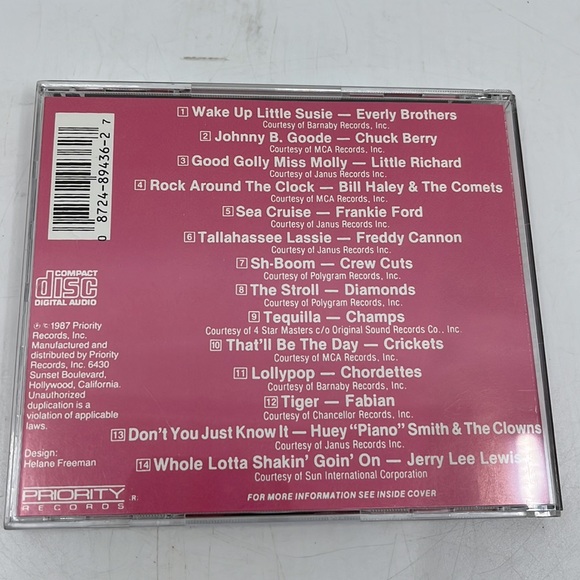 1 Wake Up Little Susie — Everly Brothers
Courtesy of Barnaby Records, Inc.
2 Johnny B. Goode — Chuck Berry
Courtesy of MCA Records, Inc.
3 Good Golly Miss Molly — Little Richard
Courtesy of Janus Records Inc.
4 Rock Around The Clock — Bill Haley & The Comets
Courtesy of MCA Records, Inc.
5 Sea Cruise — Frankie Ford
Courtesy of Janus Records Inc.
6 Tallahassee Lassie — Freddy Cannon
Courtesy of Janus Records Inc.
7 Sh-Boom — Crew Cuts
Courtesy of Polygram Records, Inc.
8 The Stroll — Diamonds
Courtesy of Polygram Records, Inc.
9 Tequilla — Champs
Courtesy of 4 Star Masters c/o Original Sound Records Co., Inc.
10 That'll Be The Day — Crickets
Courtesy of MCA Records, Inc.
11 Lollypop — Chordettes
Courtesy of Barnaby Records, Inc.
12 Tiger — Fabian
Courtesy of Chancellor Records, Inc.
13 Don't You Just Know It — Huey "Piano" Smith & The Clowns
Courtesy of Janus Records Inc.
14 Whole Lotta Shakin' Goin' On — Jerry Lee Lewis
Courtesy of Sun International Corporation
FOR MORE INFORMATION SEE INSIDE COVER
0 8724-89436-2 7
COMPACT
disc
DIGITAL AUDIO
℗ © 1987 Priority
Records, Inc.
Manufactured and
distributed by Priority
Records, Inc. 6430
Sunset Boulevard,
Hollywood, California.
Unauthorized
duplication is a
violation of applicable
laws.
Design:
Helane Freeman
PRIORITY
RECORDS
.R.